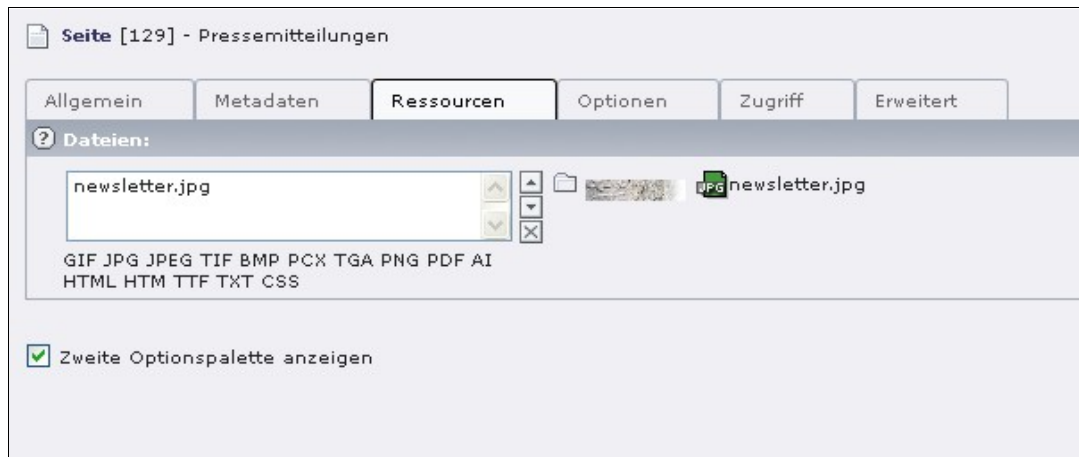 Seite [129] - Pressemitteilungen
Allgemein Metadaten Ressourcen Optionen Zugriff Erweitert
? Dateien:
newsletter.jpg JPG newsletter.jpg
GIF JPG JPEG TIF BMP PCX TGA PNG PDF AI
HTML HTM TTF TXT CSS
Zweite Optionspalette anzeigen